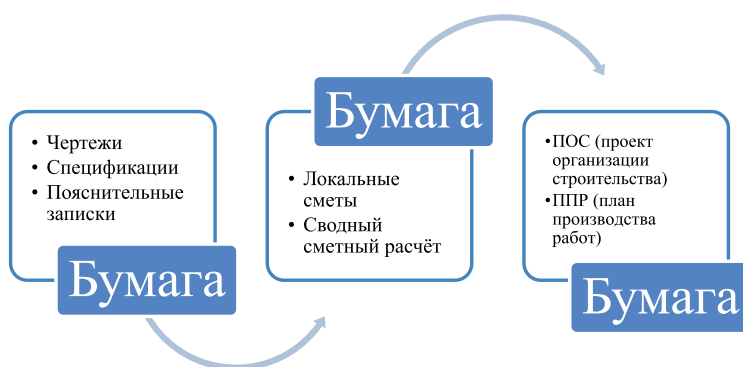 • Чертежи
• Спецификации
• Пояснительные
записки
Бумага
Бумага
• Локальные
сметы
• Сводный
сметный расчёт
•ПОС (проект
организации
строительства)
•ППР (план
производства
работ)
Бумага